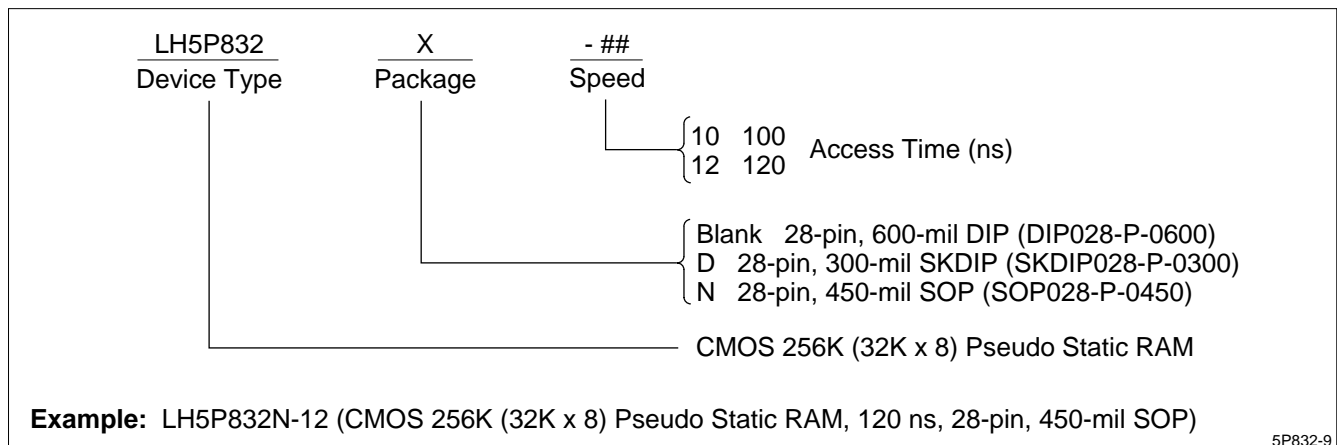 LH5P832 X - ##
Device Type Package Speed
10 100
12 120
Access Time (ns)
Blank 28-pin, 600-mil DIP (DIP028-P-0600)
D 28-pin, 300-mil SKDIP (SKDIP028-P-0300)
N 28-pin, 450-mil SOP (SOP028-P-0450)
CMOS 256K (32K x 8) Pseudo Static RAM
Example: LH5P832N-12 (CMOS 256K (32K x 8) Pseudo Static RAM, 120 ns, 28-pin, 450-mil SOP)
5P832-9